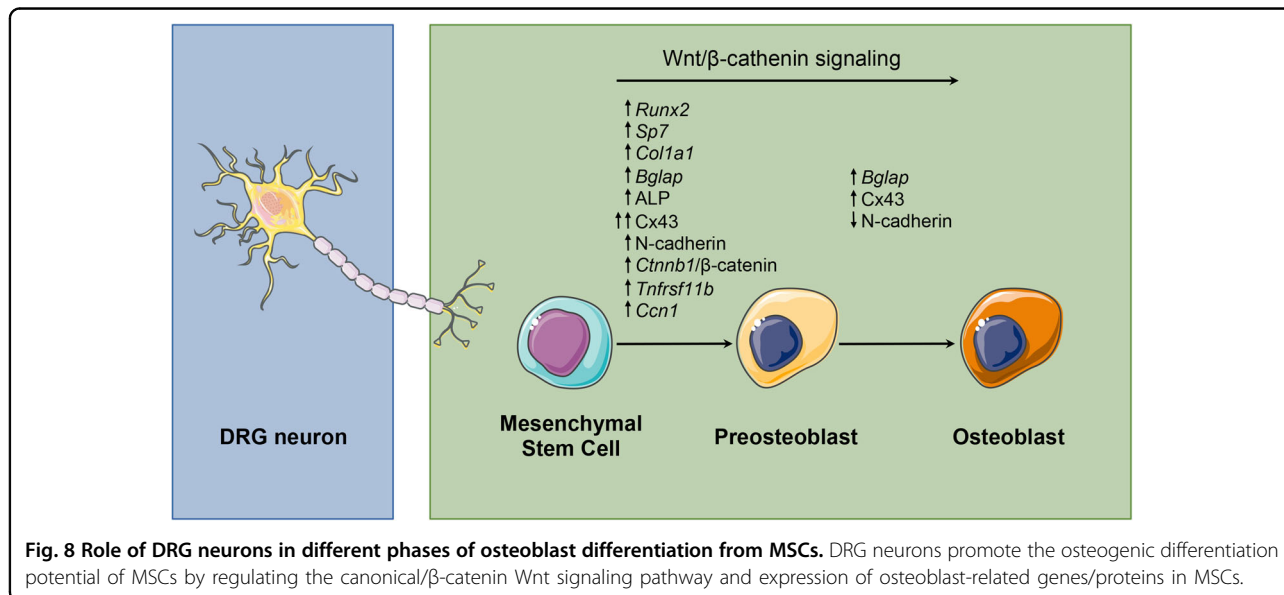 Wnt/β-cathenin signaling
↑ Runx2
↑ Sp7
↑ Col1a1
↑ Bglap
↑ ALP
↑↑ Cx43
↑ N-cadherin
↑ Ctnnb1/β-catenin
↑ Tnfrsf11b
↑ Ccn1
↑ Bglap
↑ Cx43
↓ N-cadherin
DRG neuron
Mesenchymal
Stem Cell
Preosteoblast
Osteoblast
Fig. 8 Role of DRG neurons in different phases of osteoblast differentiation from MSCs. DRG neurons promote the osteogenic differentiation
potential of MSCs by regulating the canonical/β-catenin Wnt signaling pathway and expression of osteoblast-related genes/proteins in MSCs.